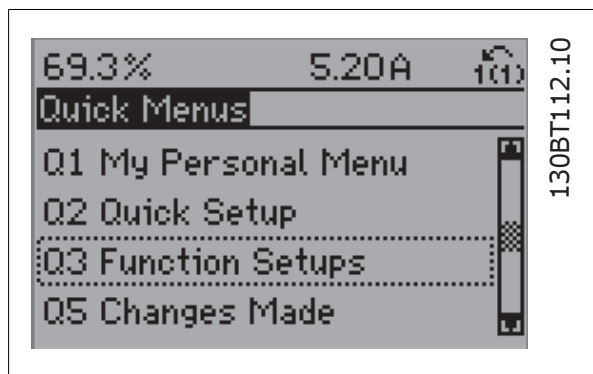 69.3% 5.20A 1(1)
Quick Menus
Q1 My Personal Menu
Q2 Quick Setup
Q3 Function Setups
Q5 Changes Made
130BT112.10